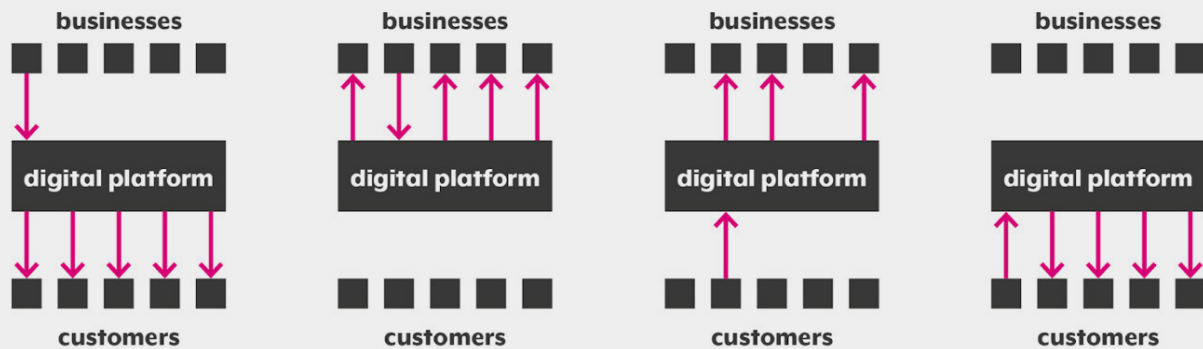 businesses
businesses
businesses
businesses
digital platform
digital platform
digital platform
digital platform
customers
customers
customers
customers